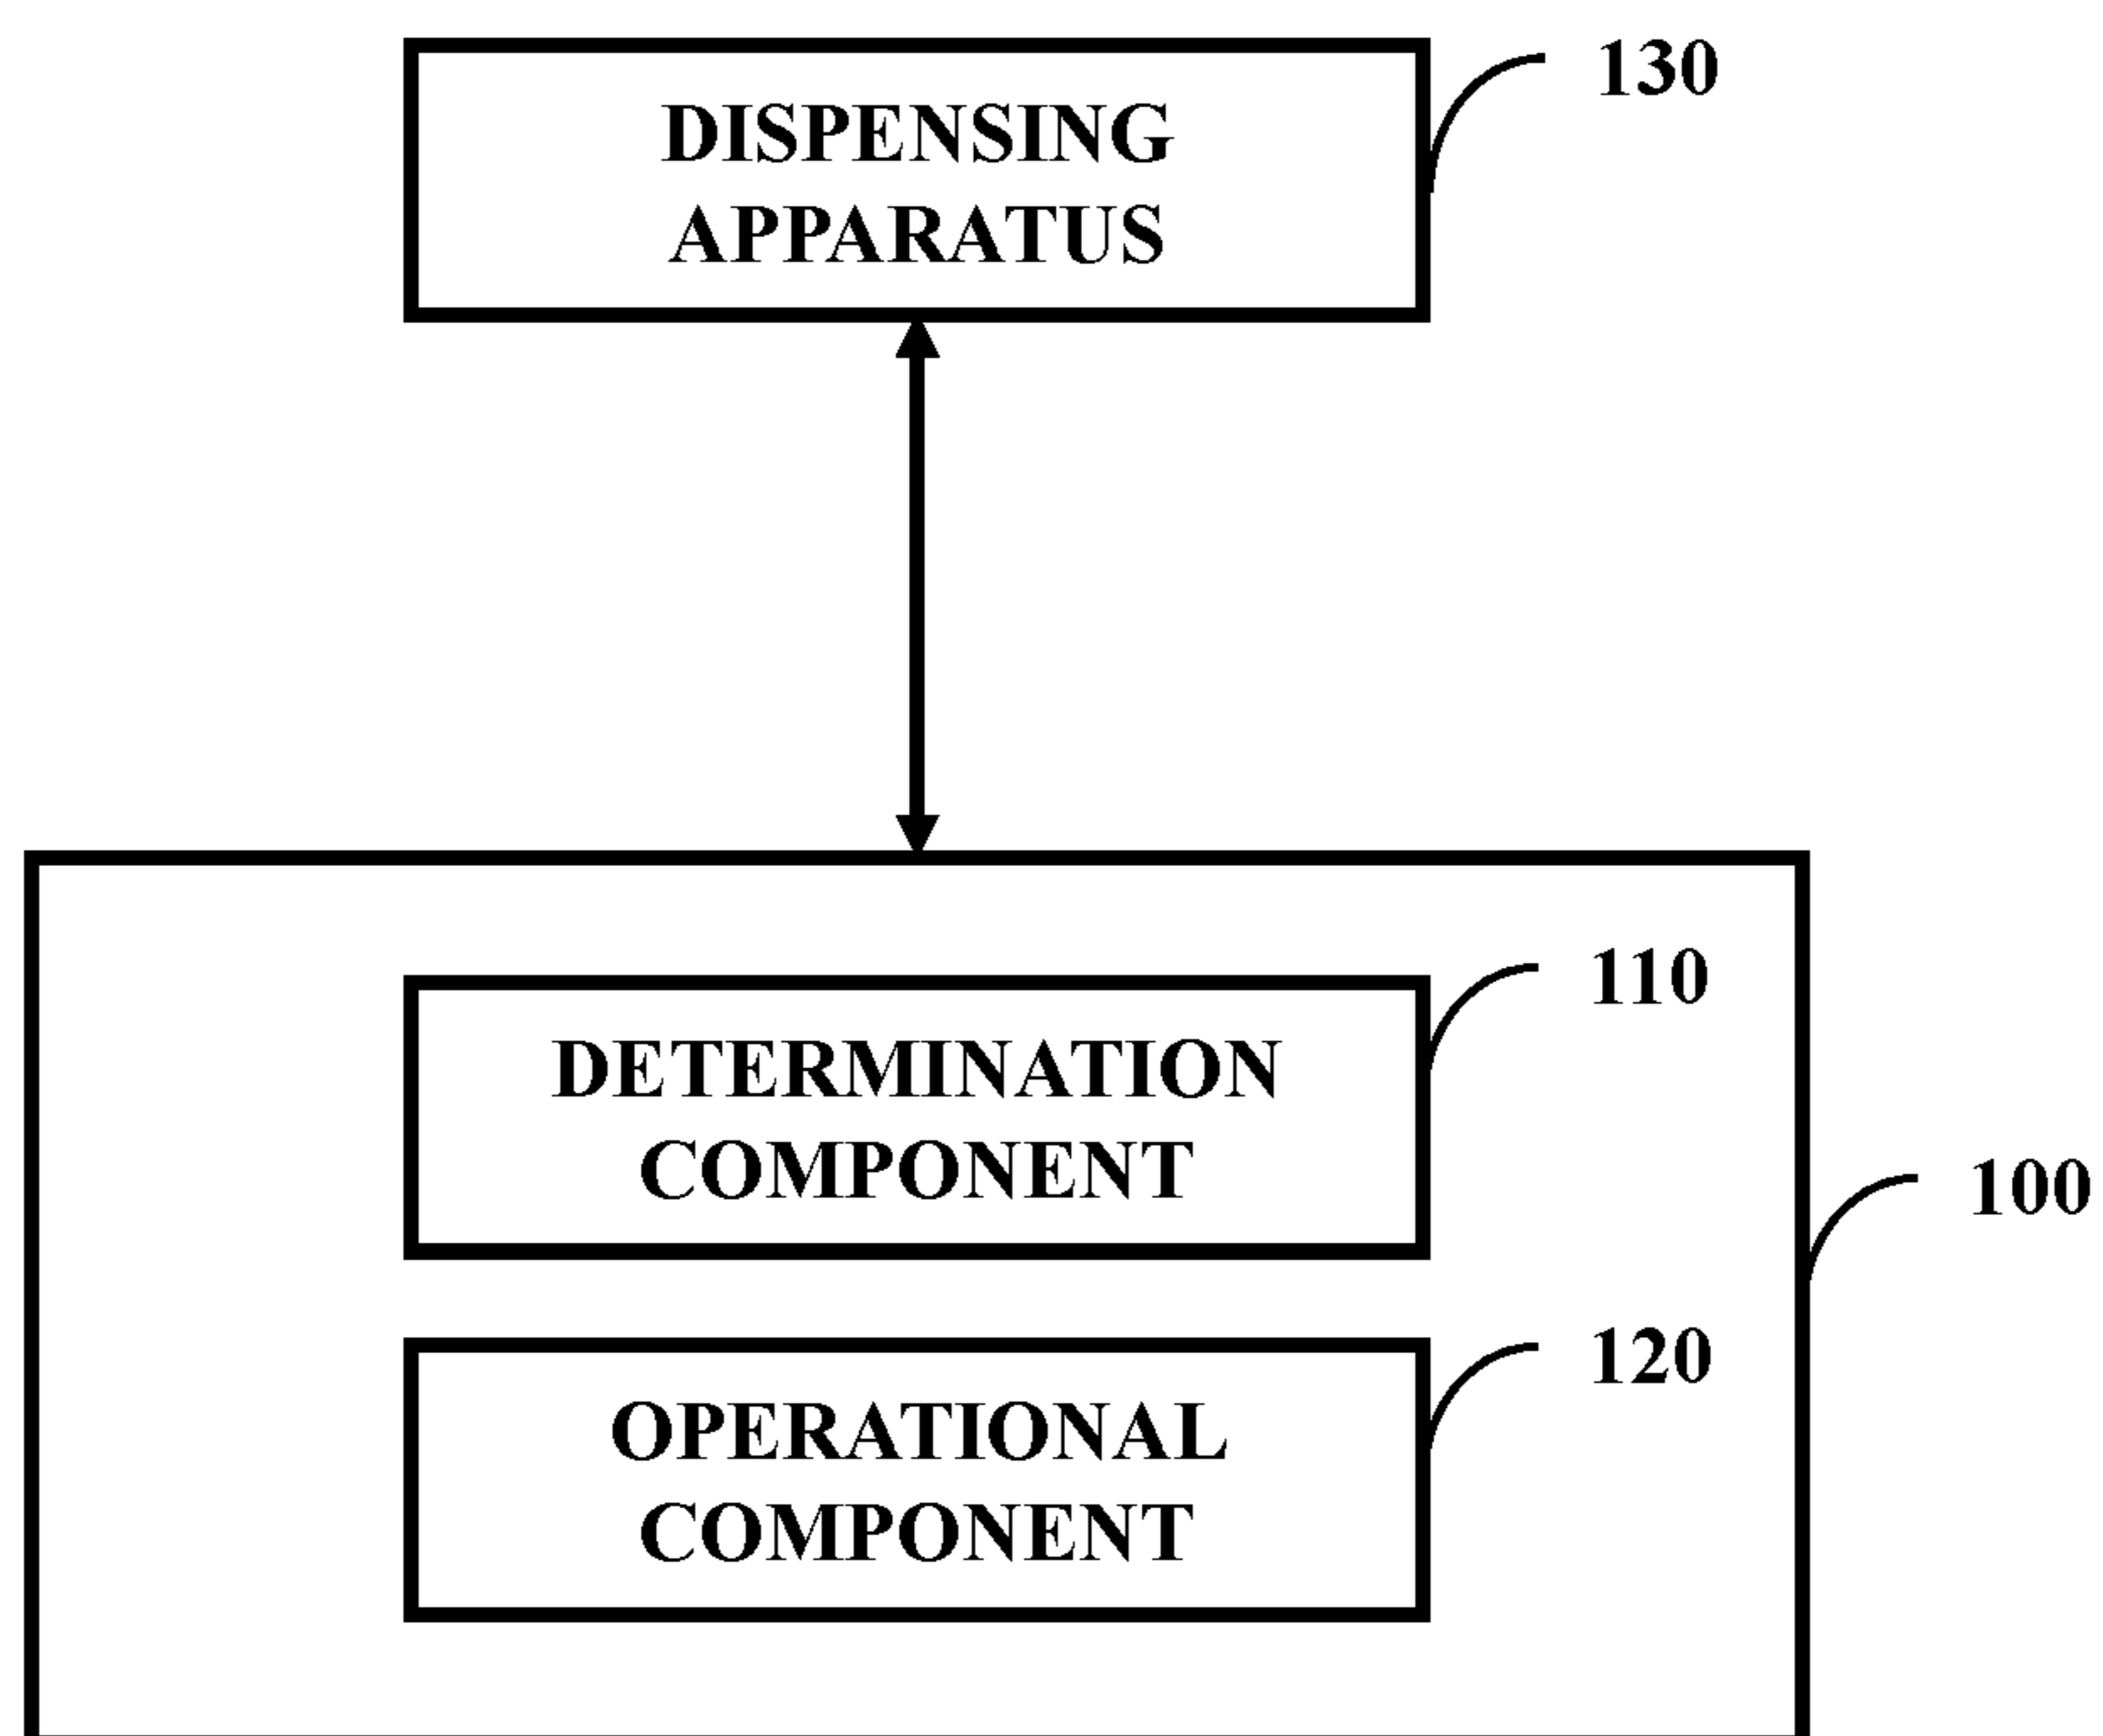 DISPENSING
APPARATUS
130
DETERMINATION
COMPONENT
110
100
OPERATIONAL
COMPONENT
120